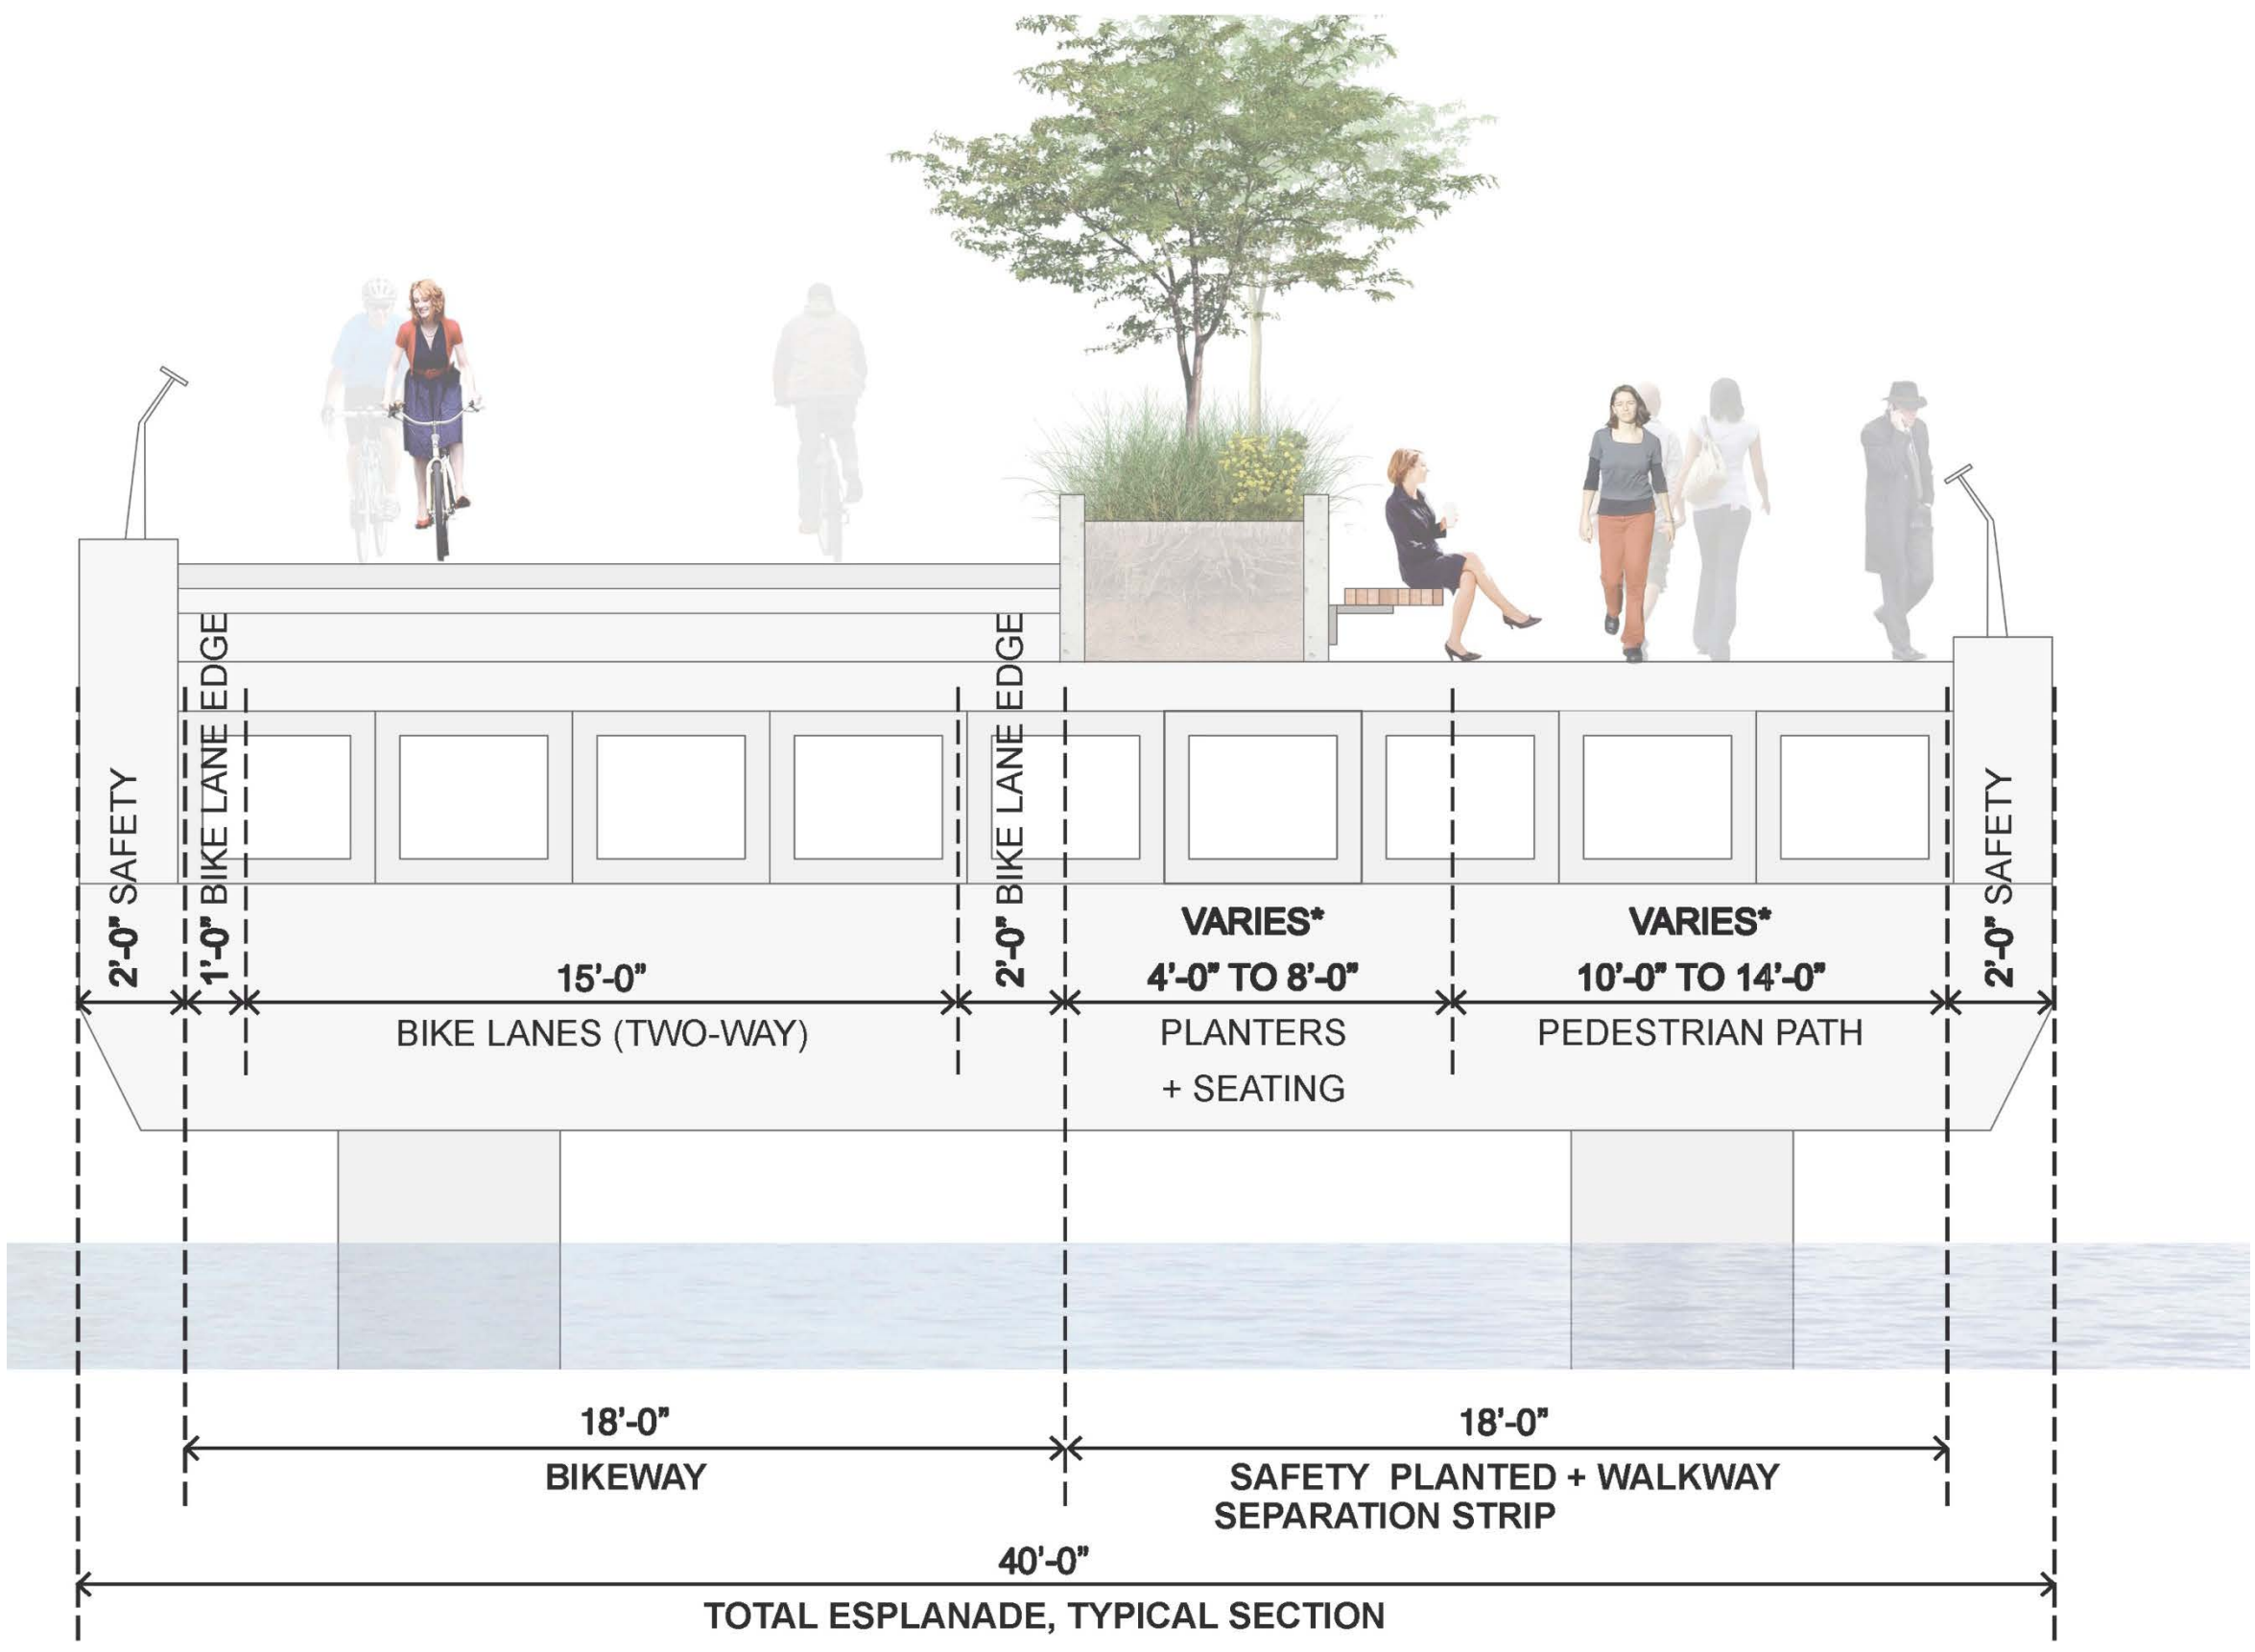 2'-0" SAFETY
1'-0" BIKE LANE EDGE
15'-0"
BIKE LANES (TWO-WAY)
2'-0" BIKE LANE EDGE
VARIES*
4'-0" TO 8'-0"
PLANTERS
+ SEATING
VARIES*
10'-0" TO 14'-0"
PEDESTRIAN PATH
2'-0" SAFETY
18'-0"
BIKEWAY
18'-0"
SAFETY PLANTED + WALKWAY
SEPARATION STRIP
40'-0"
TOTAL ESPLANADE, TYPICAL SECTION